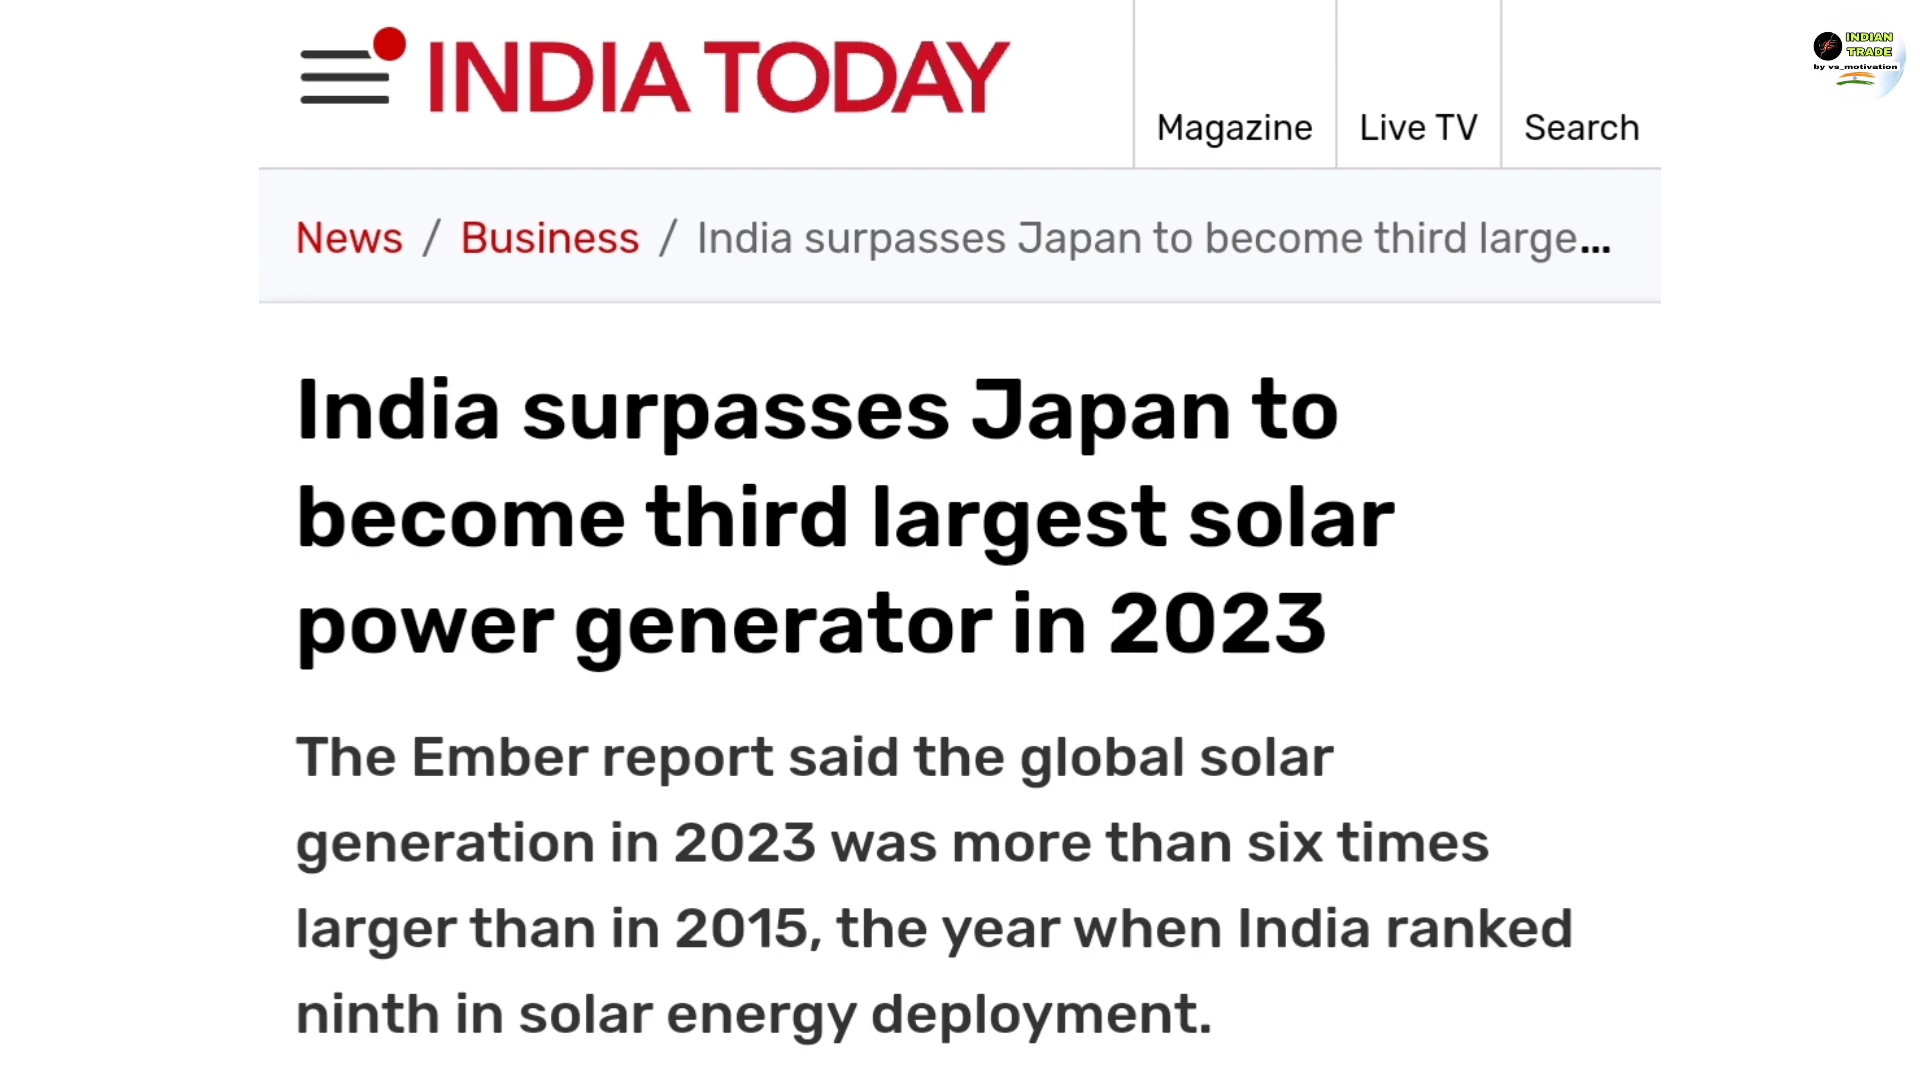 INDIA TODAY
Magazine
Live TV
Search
INDIAN
TRADE
by vs_motivation
News / Business / India surpasses Japan to become third large...
India surpasses Japan to
become third largest solar
power generator in 2023
The Ember report said the global solar
generation in 2023 was more than six times
larger than in 2015, the year when India ranked
ninth in solar energy deployment.